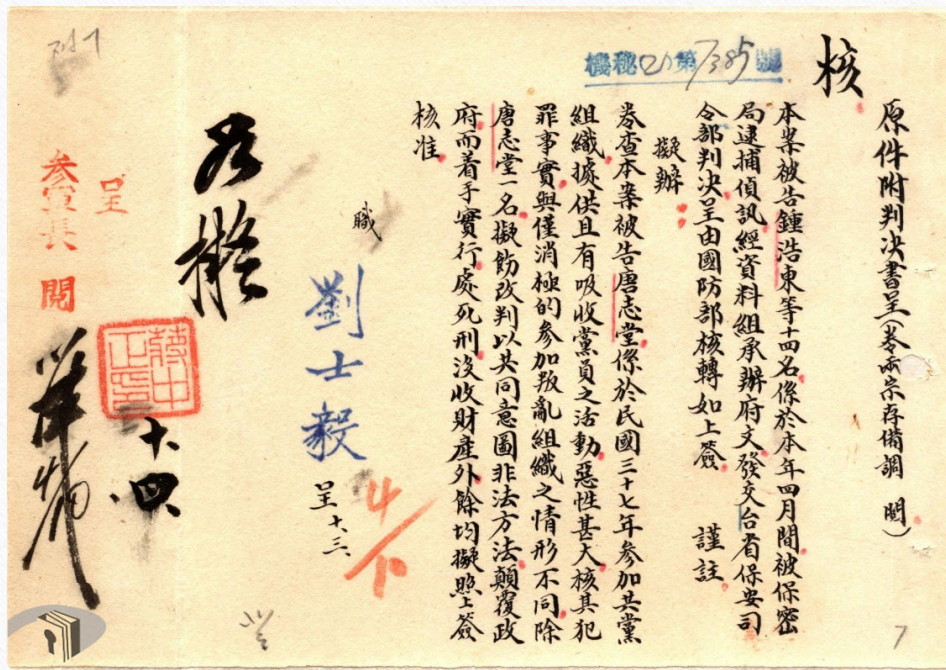 原件附判決書呈(卷兩宗存備調閱)
核
本案被告鍾浩東等十四名係於本年四月間被保密
局逮捕偵訊經資料組承辦府文發交台省保安司
令部判決呈由國防部核轉如上簽 謹註
機秘(乙)第7385號
擬辦
券查本案被告唐志堂係於民國三十七年參加共黨
組織據供且有吸收黨員之活動惡性甚大核其犯
罪事實與僅消極的參加叛亂組織之情形不同除
唐志堂一名擬飭改判以共同意圖非法方法顛覆政
府而着手實行處死刑沒收財產外餘均擬照上簽
核准
職
劉士毅
呈 十、三、
4/下
如擬
蔣中正印
十、四、
呈
參軍長 閱
7